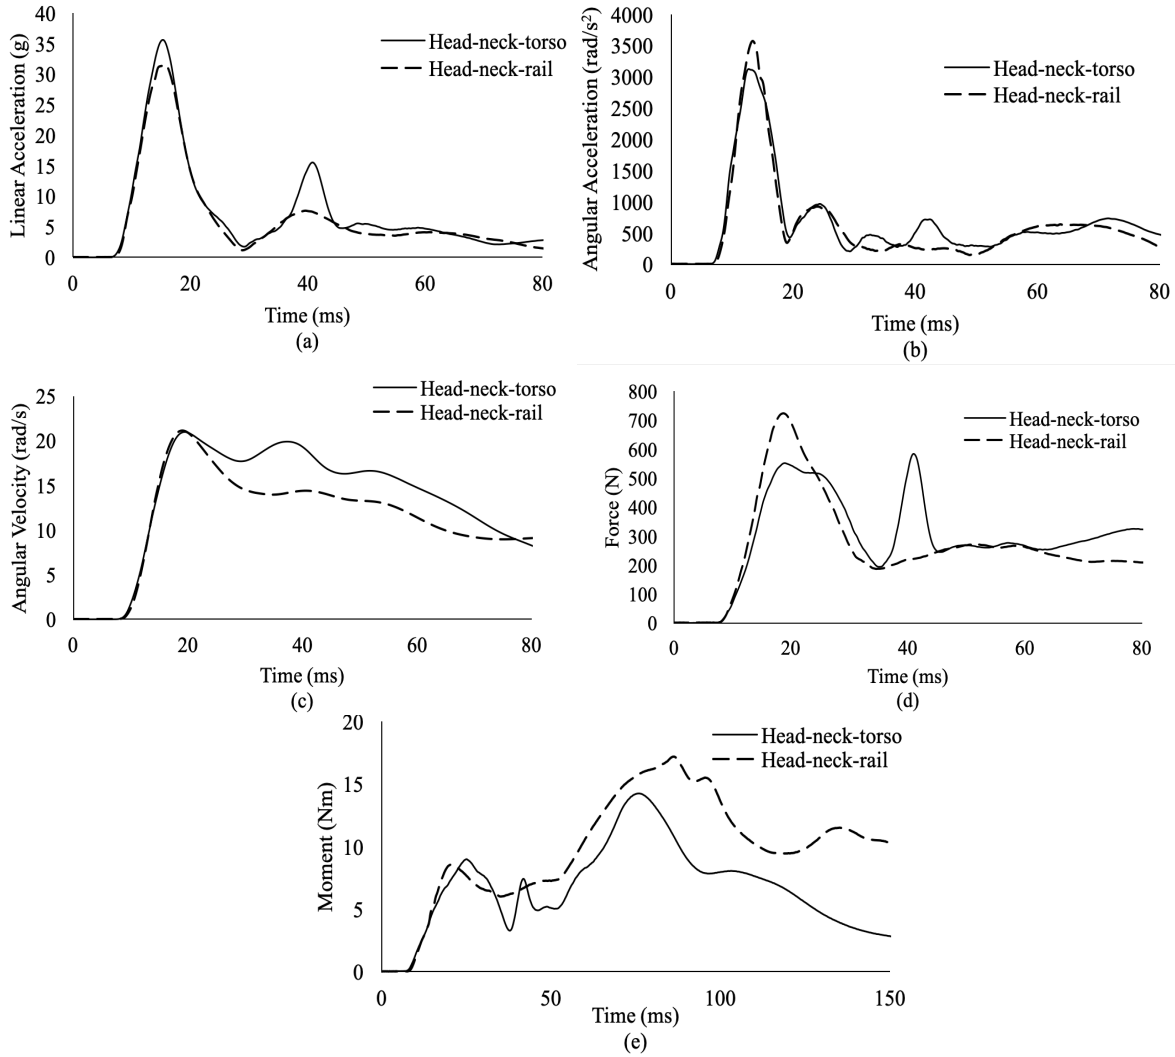 40
35
30
25
20
15
10
5
0
Linear Acceleration (g)
Head-neck-torso
Head-neck-rail
0 20 40 60 80
Time (ms)
(a)
4000
3500
3000
2500
2000
1500
1000
500
0
Angular Acceleration (rad/s²)
Head-neck-torso
Head-neck-rail
0 20 40 60 80
Time (ms)
(b)
25
20
15
10
5
0
Angular Velocity (rad/s)
Head-neck-torso
Head-neck-rail
0 20 40 60 80
Time (ms)
(c)
800
700
600
500
400
300
200
100
0
Force (N)
Head-neck-torso
Head-neck-rail
0 20 40 60 80
Time (ms)
(d)
20
15
10
5
0
Moment (Nm)
Head-neck-torso
Head-neck-rail
0 50 100 150
Time (ms)
(e)